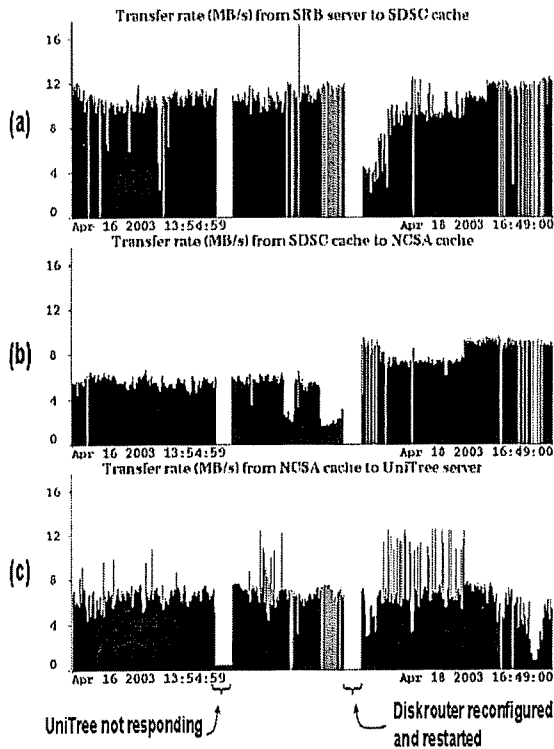 Transfer rate (MB/s) from SRB server to SDSC cache
16
12
(a)
8
4
0
Apr 16 2003 13:54:59 Apr 18 2003 16:49:00
Transfer rate (MB/s) from SDSC cache to NCSA cache
16
12
(b)
8
4
0
Apr 16 2003 13:54:59 Apr 18 2003 16:49:00
Transfer rate (MB/s) from NCSA cache to UniTree server
16
12
(c)
8
4
0
Apr 16 2003 13:54:59 Apr 18 2003 16:49:00
UniTree not responding
Diskrouter reconfigured
and restarted